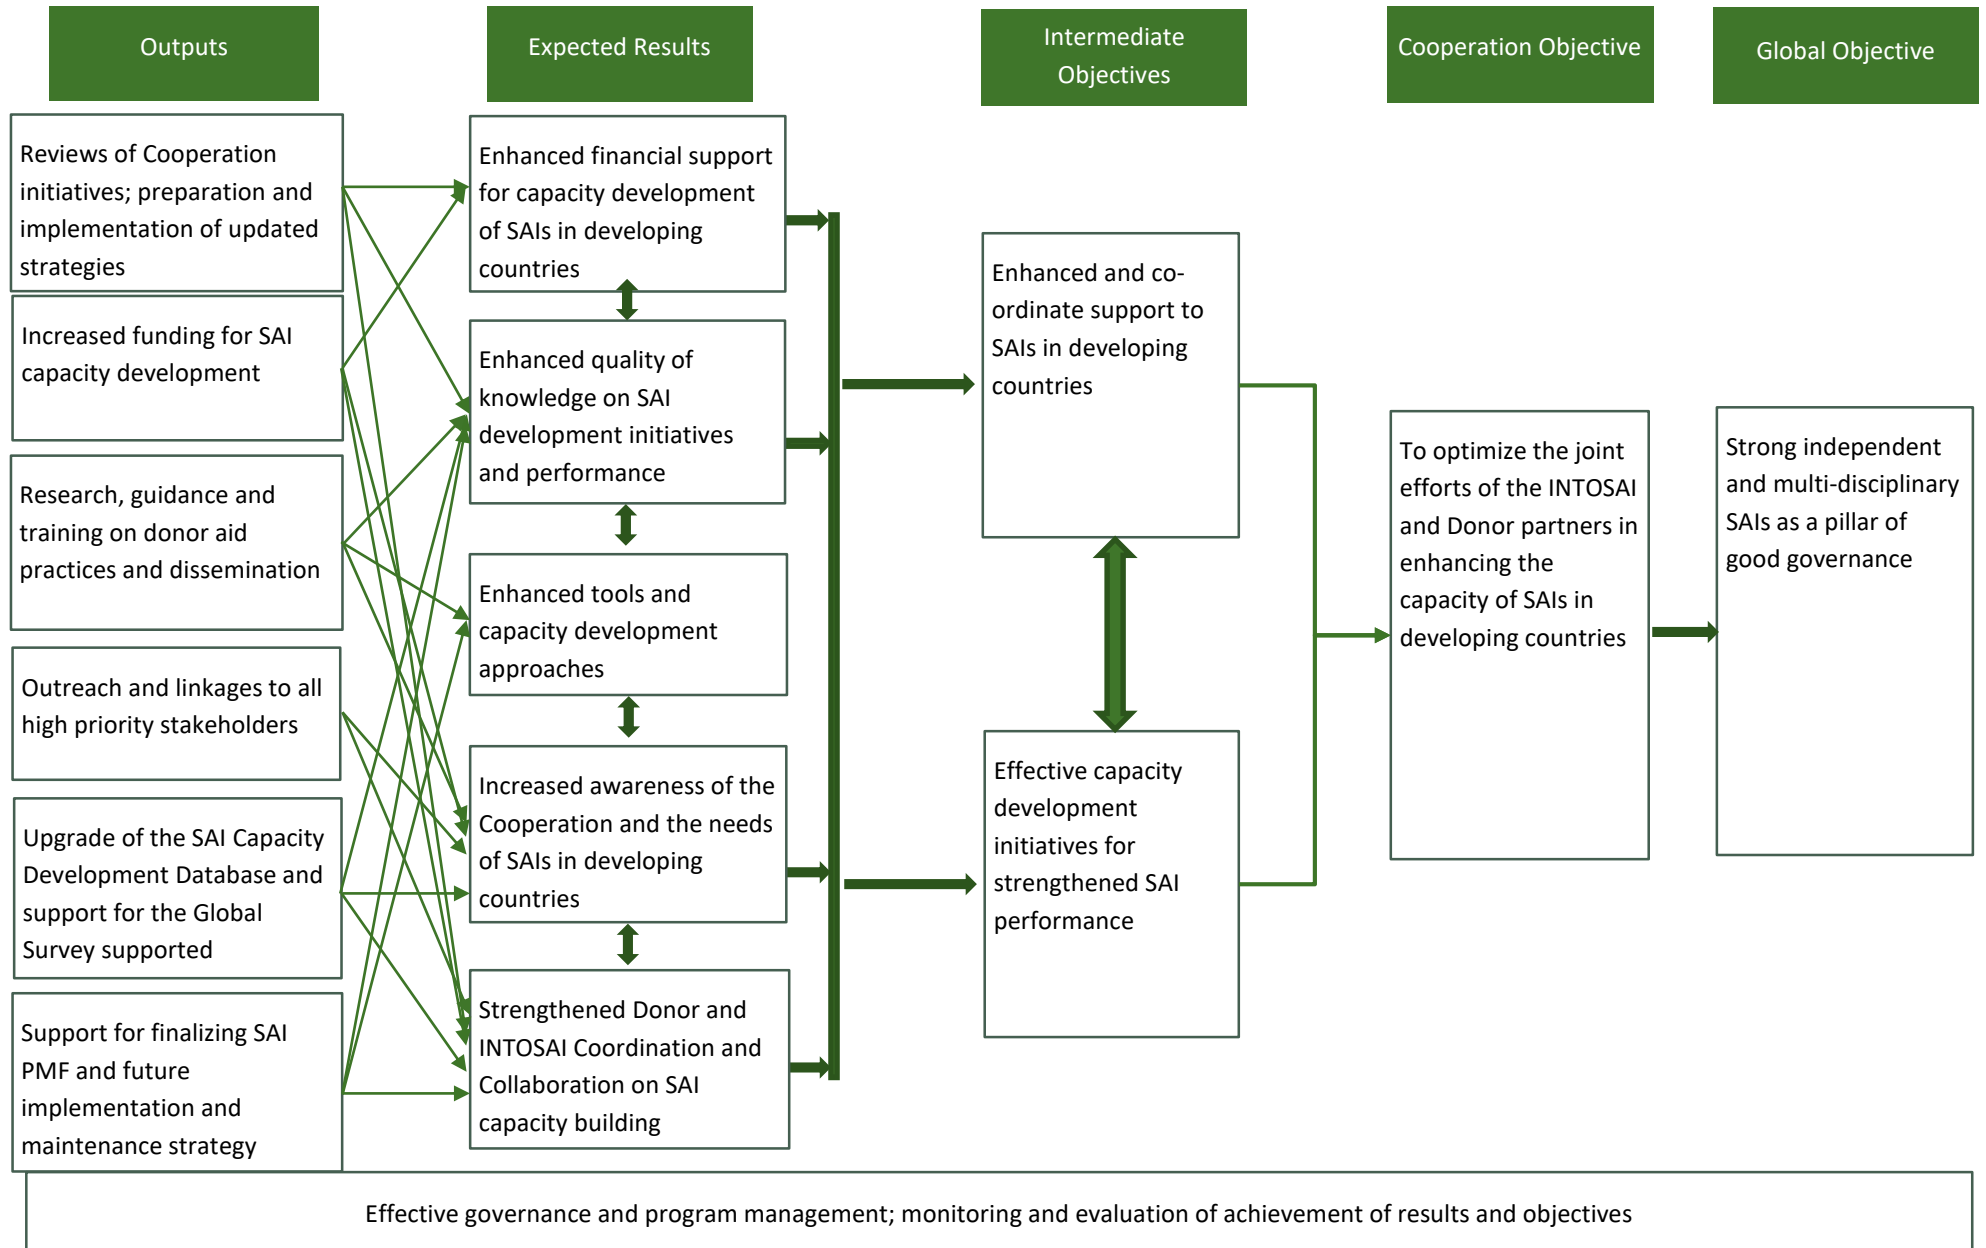 Outputs
Expected Results
Intermediate
Objectives
Cooperation Objective
Global Objective
Reviews of Cooperation
initiatives; preparation and
implementation of updated
strategies
Increased funding for SAI
capacity development
Research, guidance and
training on donor aid
practices and dissemination
Outreach and linkages to all
high priority stakeholders
Upgrade of the SAI Capacity
Development Database and
support for the Global
Survey supported
Support for finalizing SAI
PMF and future
implementation and
maintenance strategy
Enhanced financial support
for capacity development
of SAIs in developing
countries
Enhanced quality of
knowledge on SAI
development initiatives
and performance
Enhanced tools and
capacity development
approaches
Increased awareness of the
Cooperation and the needs
of SAIs in developing
countries
Strengthened Donor and
INTOSAI Coordination and
Collaboration on SAI
capacity building
Enhanced and co-
ordinate support to
SAIs in developing
countries
Effective capacity
development
initiatives for
strengthened SAI
performance
To optimize the joint
efforts of the INTOSAI
and Donor partners in
enhancing the
capacity of SAIs in
developing countries
Strong independent
and multi-disciplinary
SAIs as a pillar of
good governance
Effective governance and program management; monitoring and evaluation of achievement of results and objectives